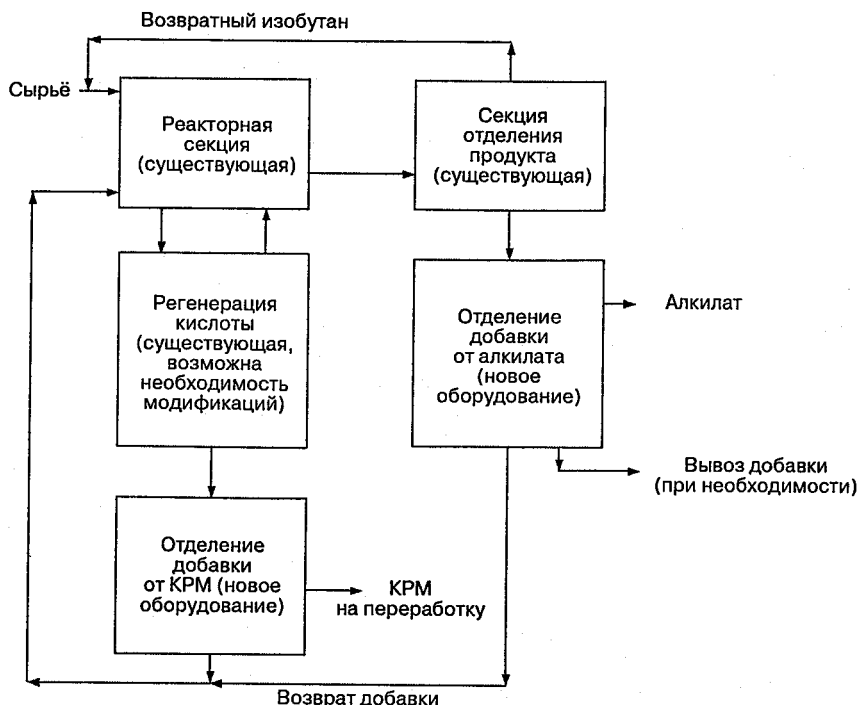 Возвратный изобутан
Сырьё
Реакторная
секция
(существующая)
Секция
отделения
продукта
(существующая)
Регенерация
кислоты
(существующая,
возможна
необходимость
модификаций)
Отделение
добавки
от алкилата
(новое
оборудование)
Алкилат
Вывоз добавки
(при необходимости)
Отделение
добавки
от КРМ (новое
оборудование)
КРМ
на переработку
Возврат добавки